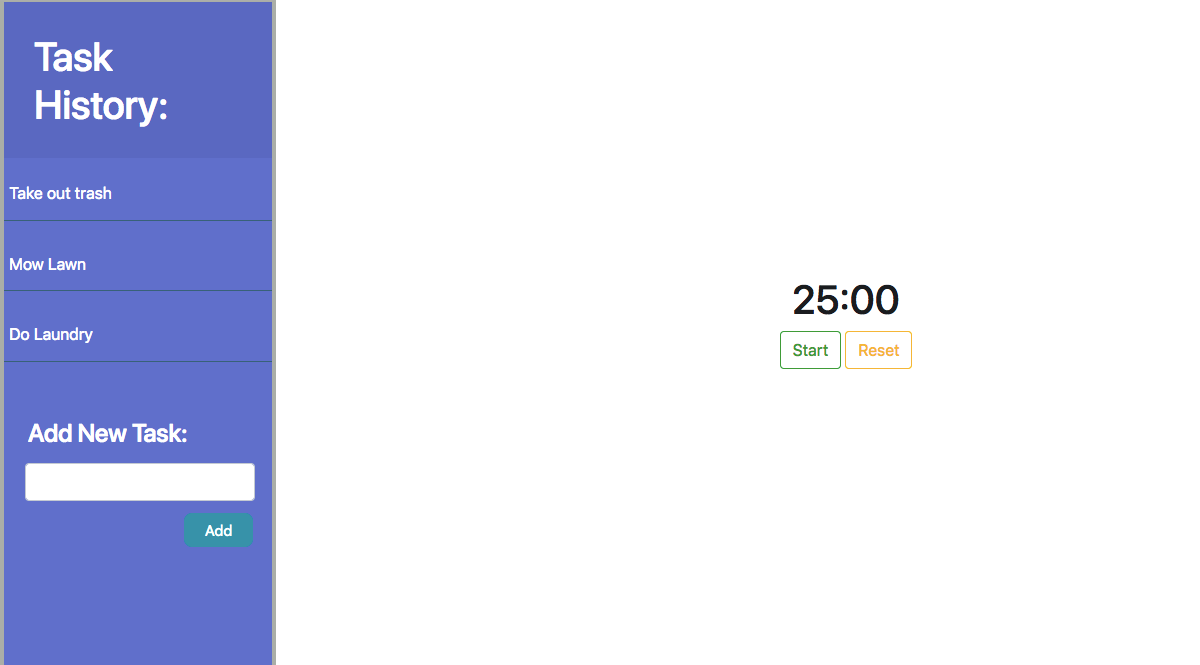 Task
History:
Take out trash
Mow Lawn
Do Laundry
Add New Task:
Add
25:00
Start Reset